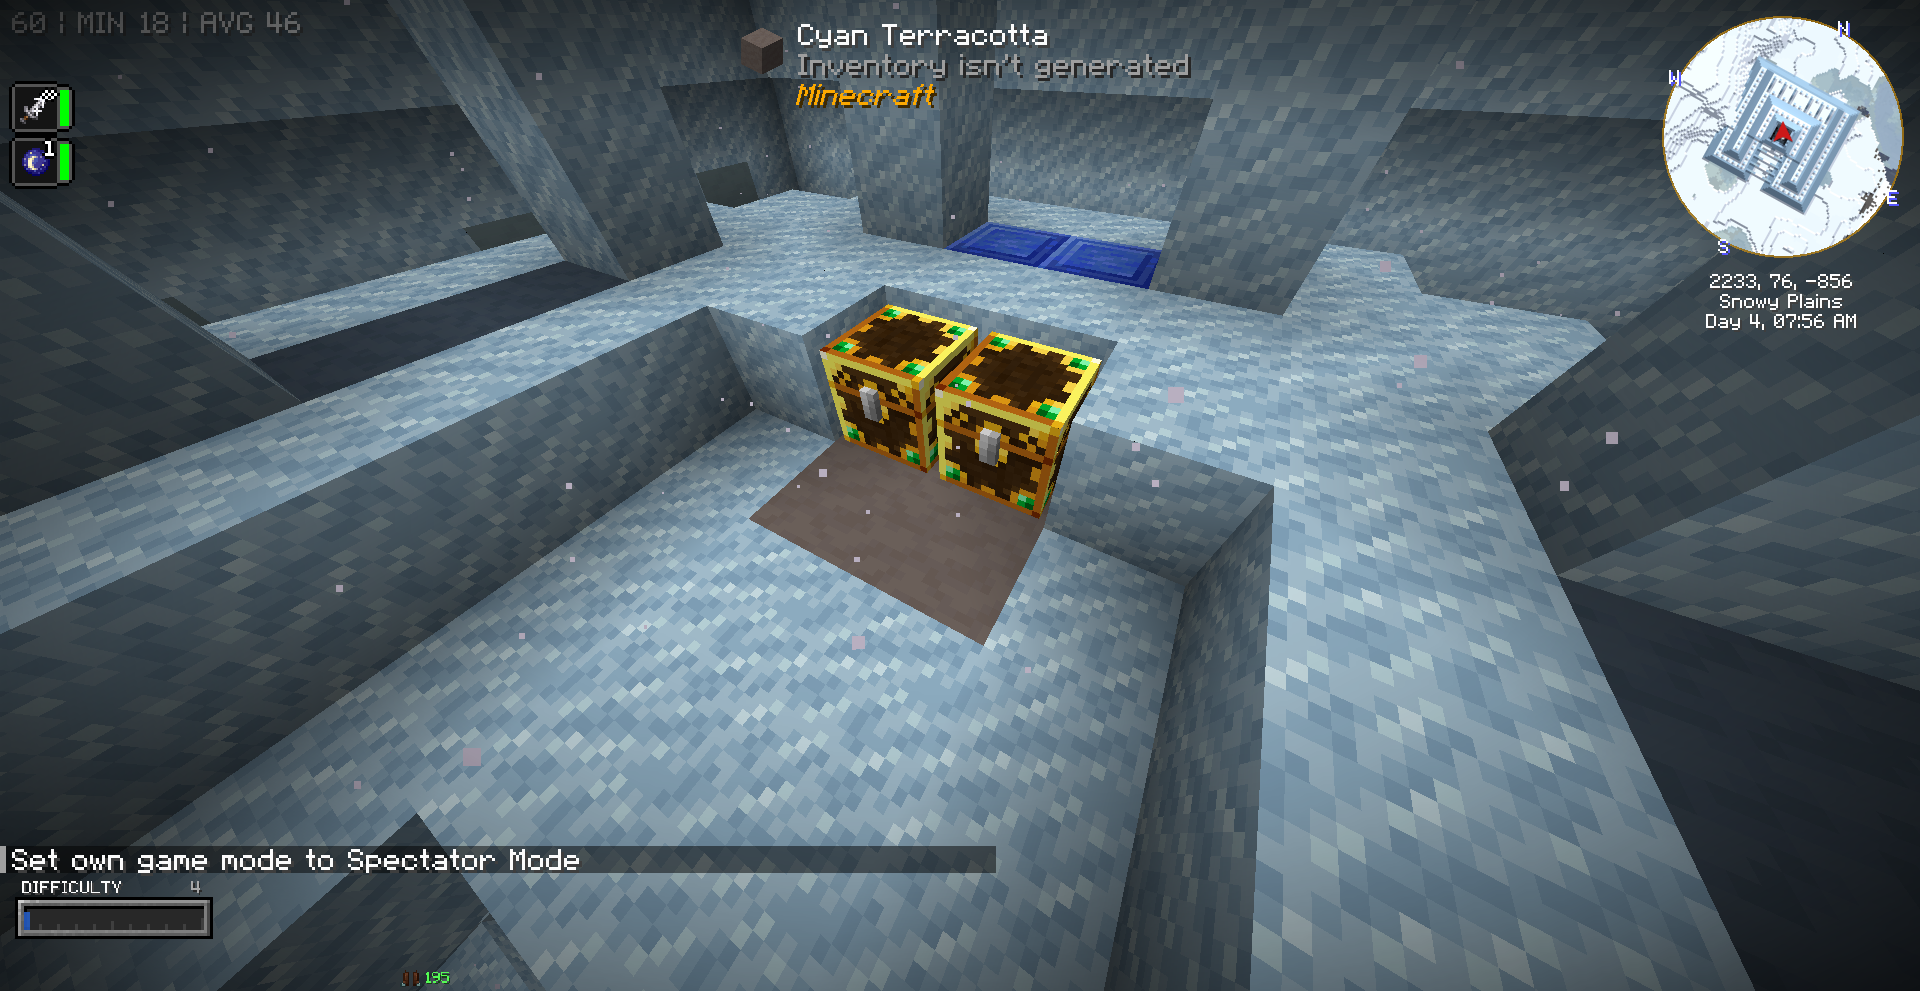 60 | MIN 18 | AVG 46
Cyan Terracotta
Inventory isn't generated
Minecraft
1
N
W
E
S
2233, 76, -856
Snowy Plains
Day 4, 07:56 AM
Set own game mode to Spectator Mode
DIFFICULTY 4
195